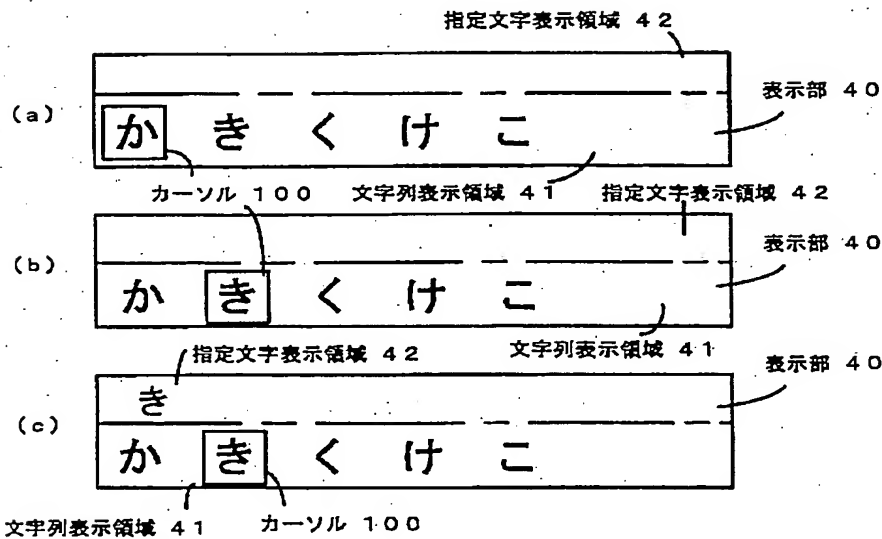 指定文字表示領域 42
(a)
か き く け こ
表示部 40
カーソル 100 文字列表示領域 41 指定文字表示領域 42
(b)
か き く け こ
表示部 40
文字列表示領域 41
指定文字表示領域 42
表示部 40
(c)
き
か き く け こ
文字列表示領域 41 カーソル 100